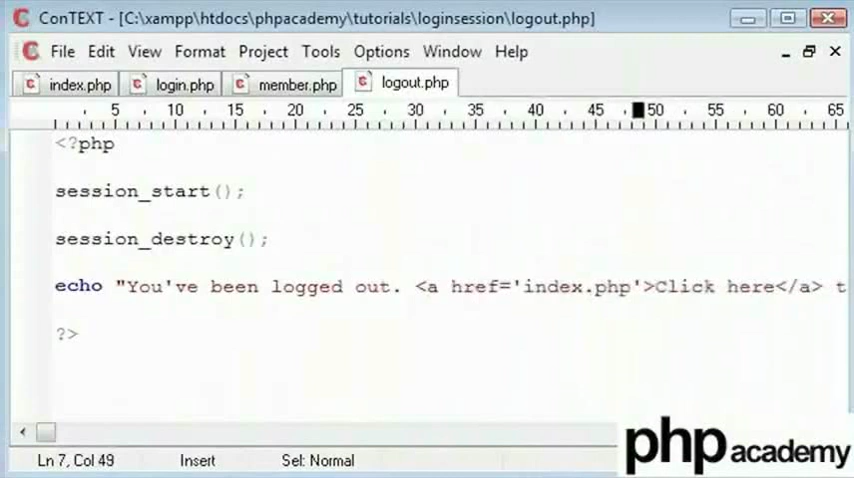 ConTEXT - [C:\xampp\htdocs\phpacademy\tutorials\loginsession\logout.php]
File Edit View Format Project Tools Options Window Help
index.php login.php member.php logout.php
5 10 15 20 25 30 35 40 45 50 55 60 65
<?php
session_start();
session_destroy();
echo "You've been logged out. <a href='index.php'>Click here</a> t
?>
Ln 7, Col 49 Insert Sel: Normal
php academy